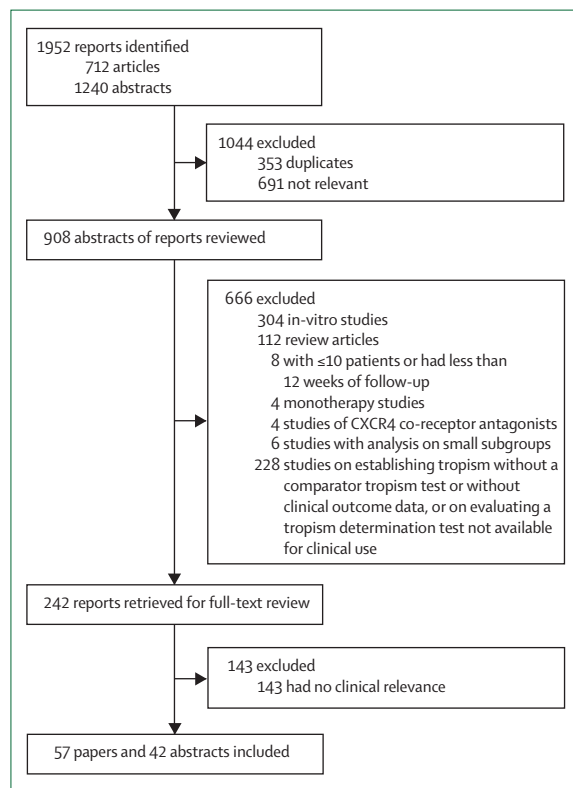 1952 reports identified
712 articles
1240 abstracts
1044 excluded
353 duplicates
691 not relevant
908 abstracts of reports reviewed
666 excluded
304 in-vitro studies
112 review articles
8 with ≤10 patients or had less than
12 weeks of follow-up
4 monotherapy studies
4 studies of CXCR4 co-receptor antagonists
6 studies with analysis on small subgroups
228 studies on establishing tropism without a
comparator tropism test or without
clinical outcome data, or on evaluating a
tropism determination test not available
for clinical use
242 reports retrieved for full-text review
143 excluded
143 had no clinical relevance
57 papers and 42 abstracts included